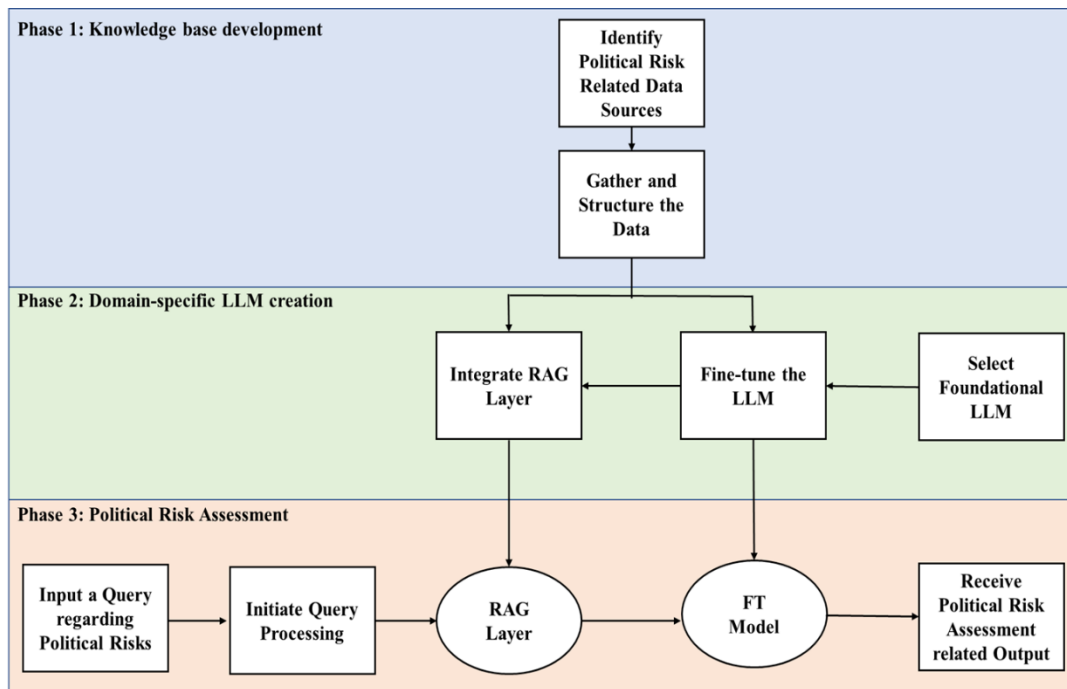 Phase 1: Knowledge base development
Identify
Political Risk
Related Data
Sources
Gather and
Structure the
Data
Phase 2: Domain-specific LLM creation
Integrate RAG
Layer
Fine-tune the
LLM
Select
Foundational
LLM
Phase 3: Political Risk Assessment
Input a Query
regarding
Political Risks
Initiate Query
Processing
RAG
Layer
FT
Model
Receive
Political Risk
Assessment
related Output